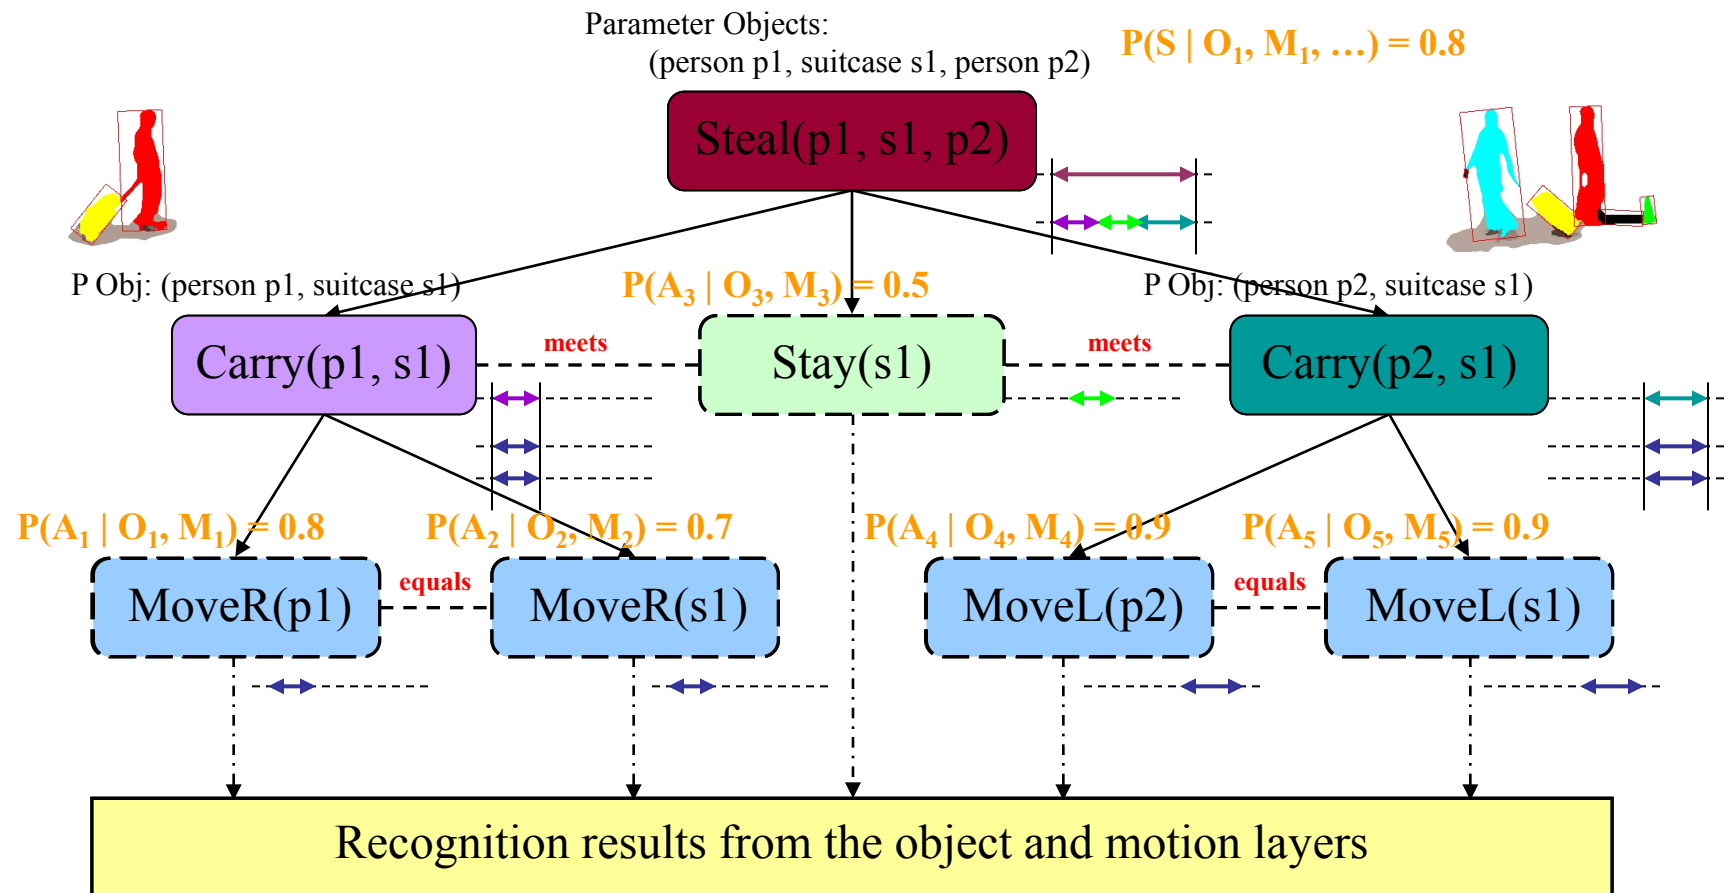 Parameter Objects:
(person p1, suitcase s1, person p2)
P(S | O1, M1, …) = 0.8
Steal(p1, s1, p2)
P Obj: (person p1, suitcase s1)
P(A3 | O3, M3) = 0.5
P Obj: (person p2, suitcase s1)
Carry(p1, s1)
meets
Stay(s1)
meets
Carry(p2, s1)
P(A1 | O1, M1) = 0.8
P(A2 | O2, M2) = 0.7
P(A4 | O4, M4) = 0.9
P(A5 | O5, M5) = 0.9
MoveR(p1)
equals
MoveR(s1)
MoveL(p2)
equals
MoveL(s1)
Recognition results from the object and motion layers